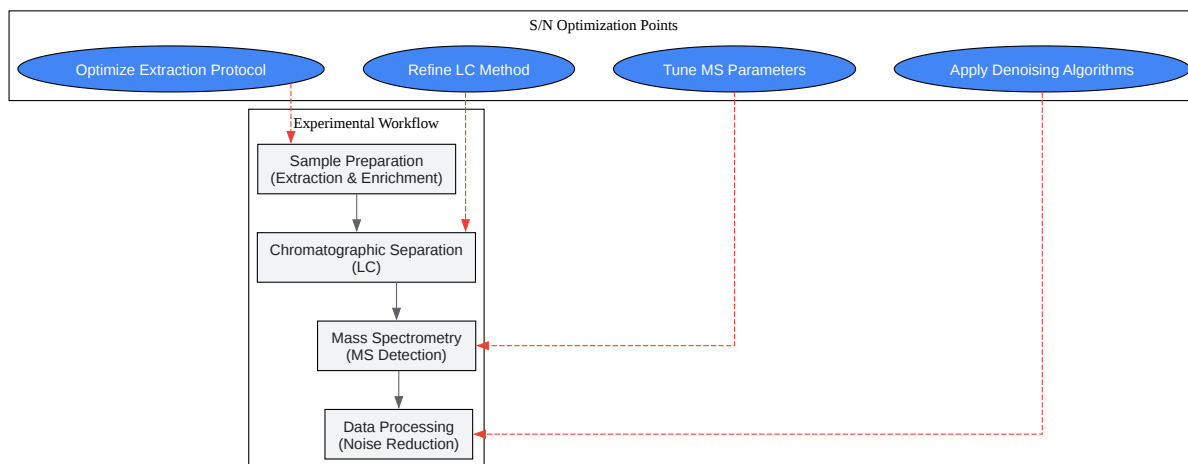 S/N Optimization Points
Optimize Extraction Protocol
Refine LC Method
Tune MS Parameters
Apply Denoising Algorithms
Experimental Workflow
Sample Preparation
(Extraction & Enrichment)
Chromatographic Separation
(LC)
Mass Spectrometry
(MS Detection)
Data Processing
(Noise Reduction)